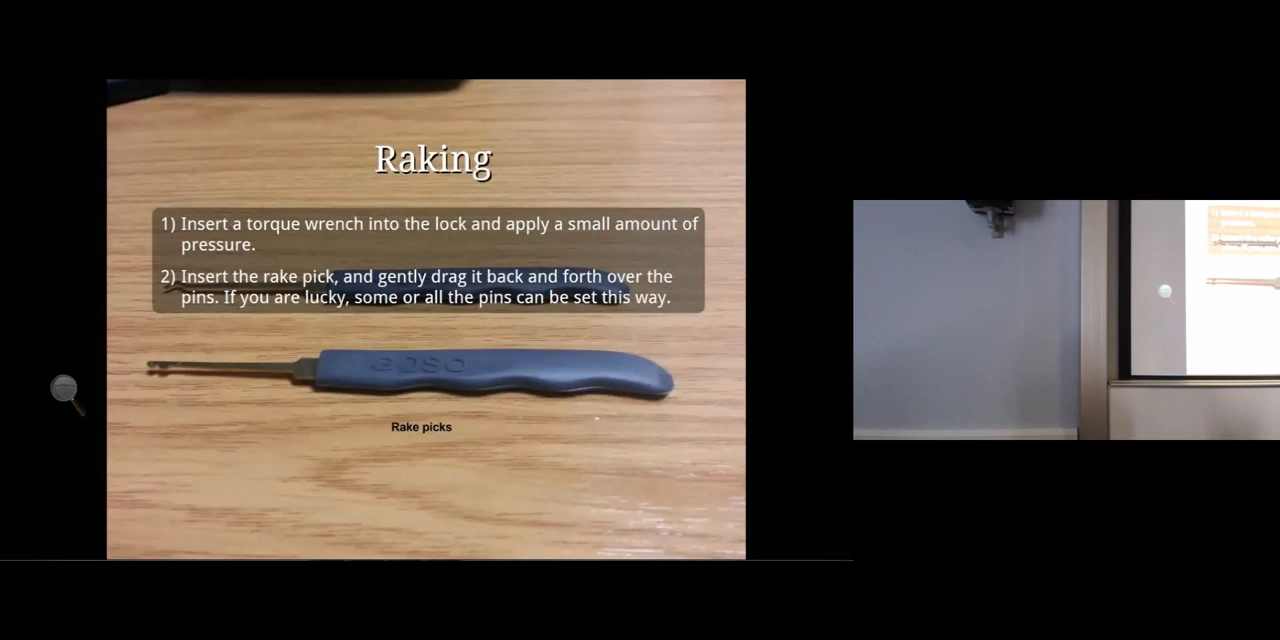 Raking
1) Insert a torque wrench into the lock and apply a small amount of
pressure.
2) Insert the rake pick, and gently drag it back and forth over the
pins. If you are lucky, some or all the pins can be set this way.
GOSO
Rake picks